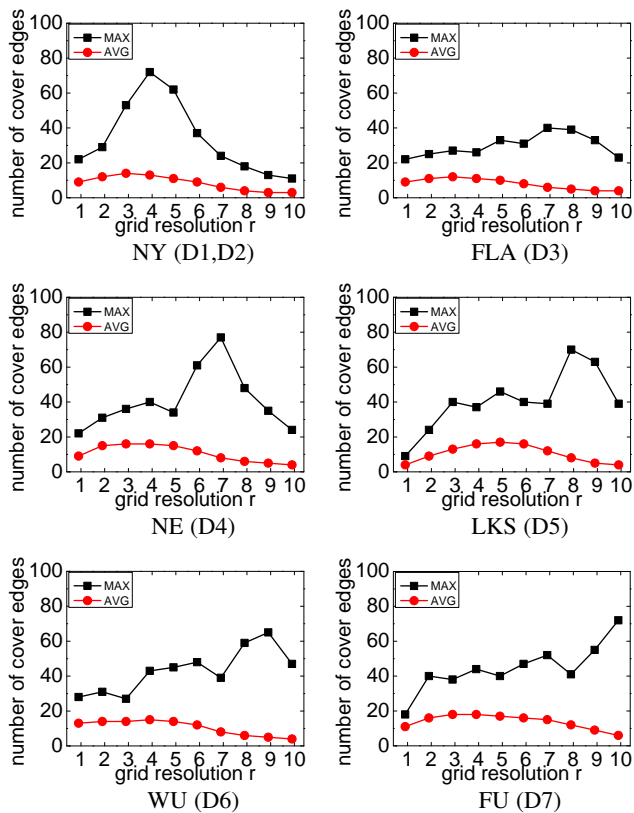 number of cover edges
100
80
60
40
20
0
MAX
AVG
1 2 3 4 5 6 7 8 9 10
grid resolution r
NY (D1,D2)
number of cover edges
100
80
60
40
20
0
MAX
AVG
1 2 3 4 5 6 7 8 9 10
grid resolution r
FLA (D3)
number of cover edges
100
80
60
40
20
0
MAX
AVG
1 2 3 4 5 6 7 8 9 10
grid resolution r
NE (D4)
number of cover edges
100
80
60
40
20
0
MAX
AVG
1 2 3 4 5 6 7 8 9 10
grid resolution r
LKS (D5)
number of cover edges
100
80
60
40
20
0
MAX
AVG
1 2 3 4 5 6 7 8 9 10
grid resolution r
WU (D6)
number of cover edges
100
80
60
40
20
0
MAX
AVG
1 2 3 4 5 6 7 8 9 10
grid resolution r
FU (D7)